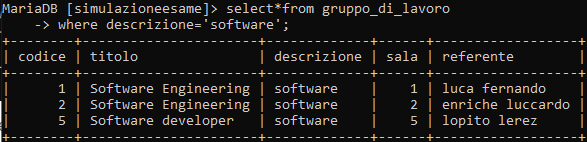 MariaDB [simulazioneesame]> select*from gruppo_di_lavoro
    -> where descrizione='software';
+--------+----------------------+-------------+------+------------------+
| codice | titolo               | descrizione | sala | referente        |
+--------+----------------------+-------------+------+------------------+
|      1 | Software Engineering | software    |    1 | luca fernando    |
|      2 | Software Engineering | software    |    2 | enriche luccardo |
|      5 | Software developer   | software    |    5 | lopito lerez     |
+--------+----------------------+-------------+------+------------------+